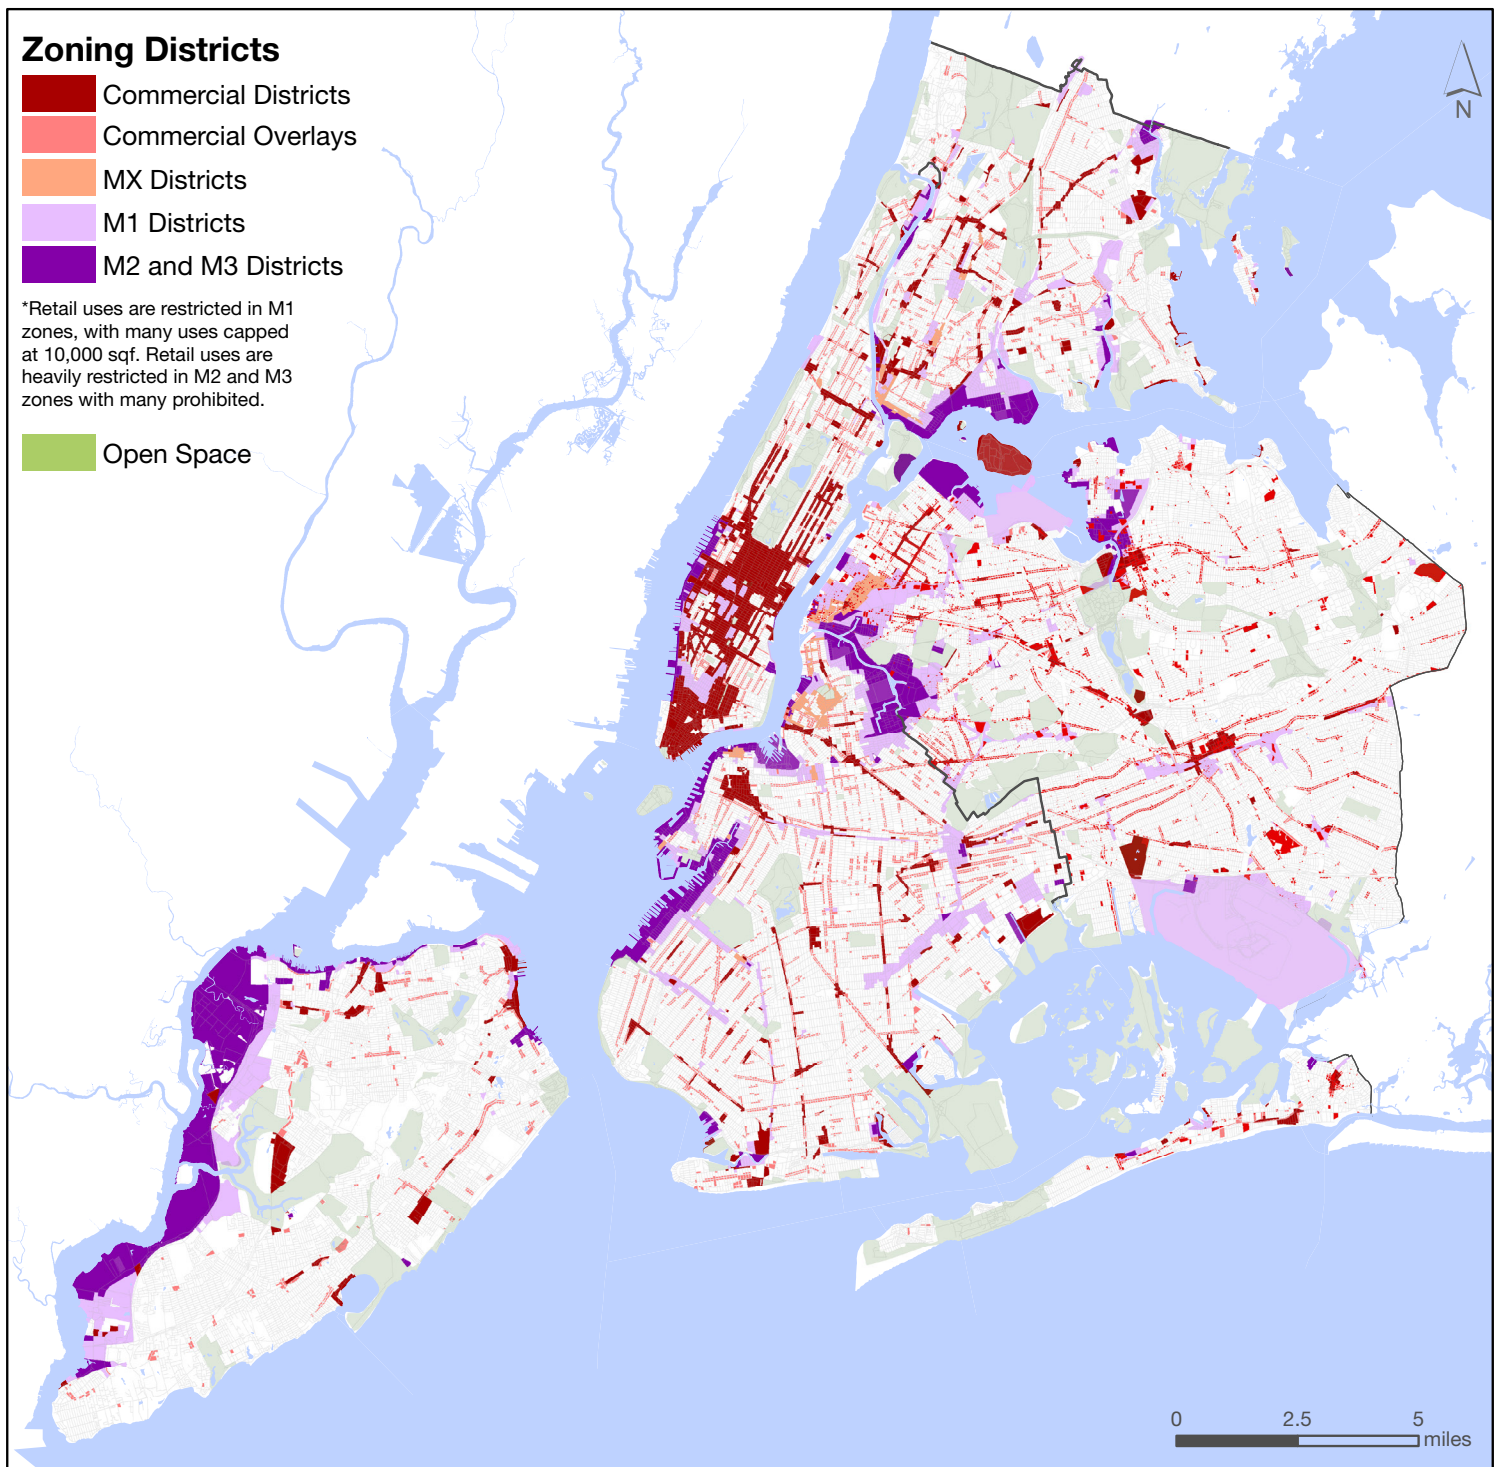 Zoning Districts
Commercial Districts
Commercial Overlays
MX Districts
M1 Districts
M2 and M3 Districts
*Retail uses are restricted in M1
zones, with many uses capped
at 10,000 sqf. Retail uses are
heavily restricted in M2 and M3
zones with many prohibited.
Open Space
N
0 2.5 5
miles